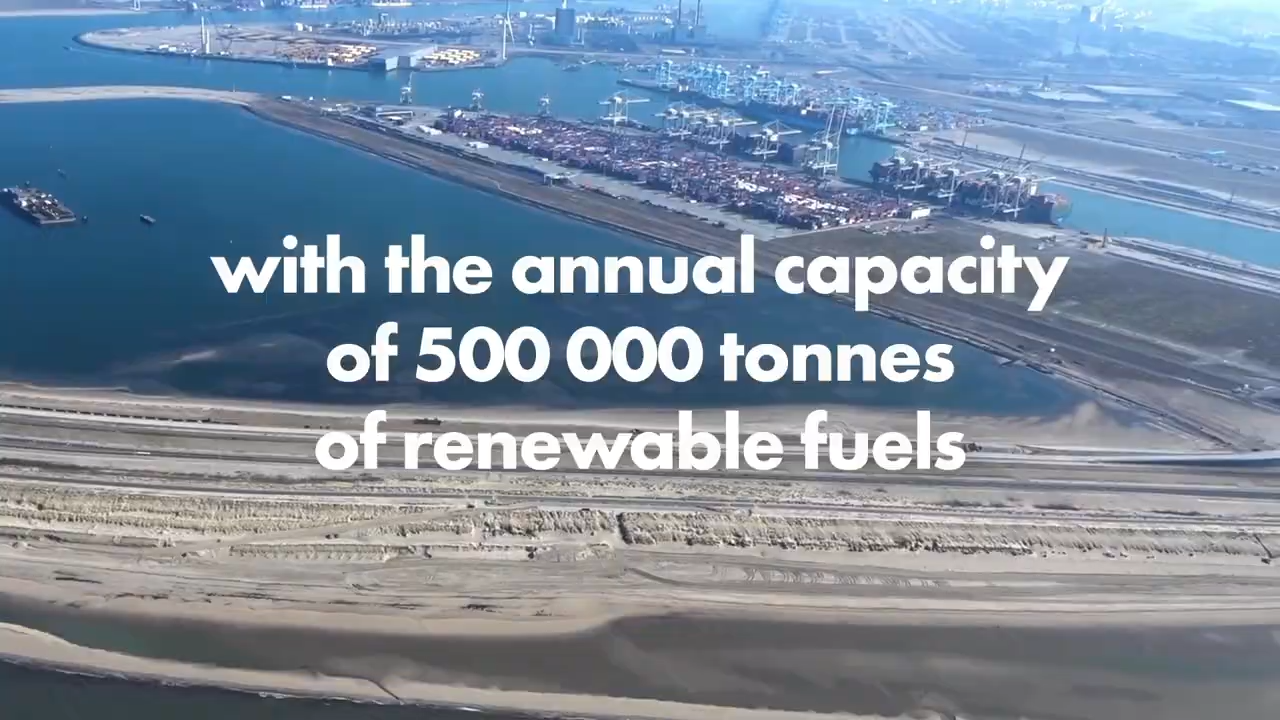 with the annual capacity
of 500 000 tonnes
of renewable fuels